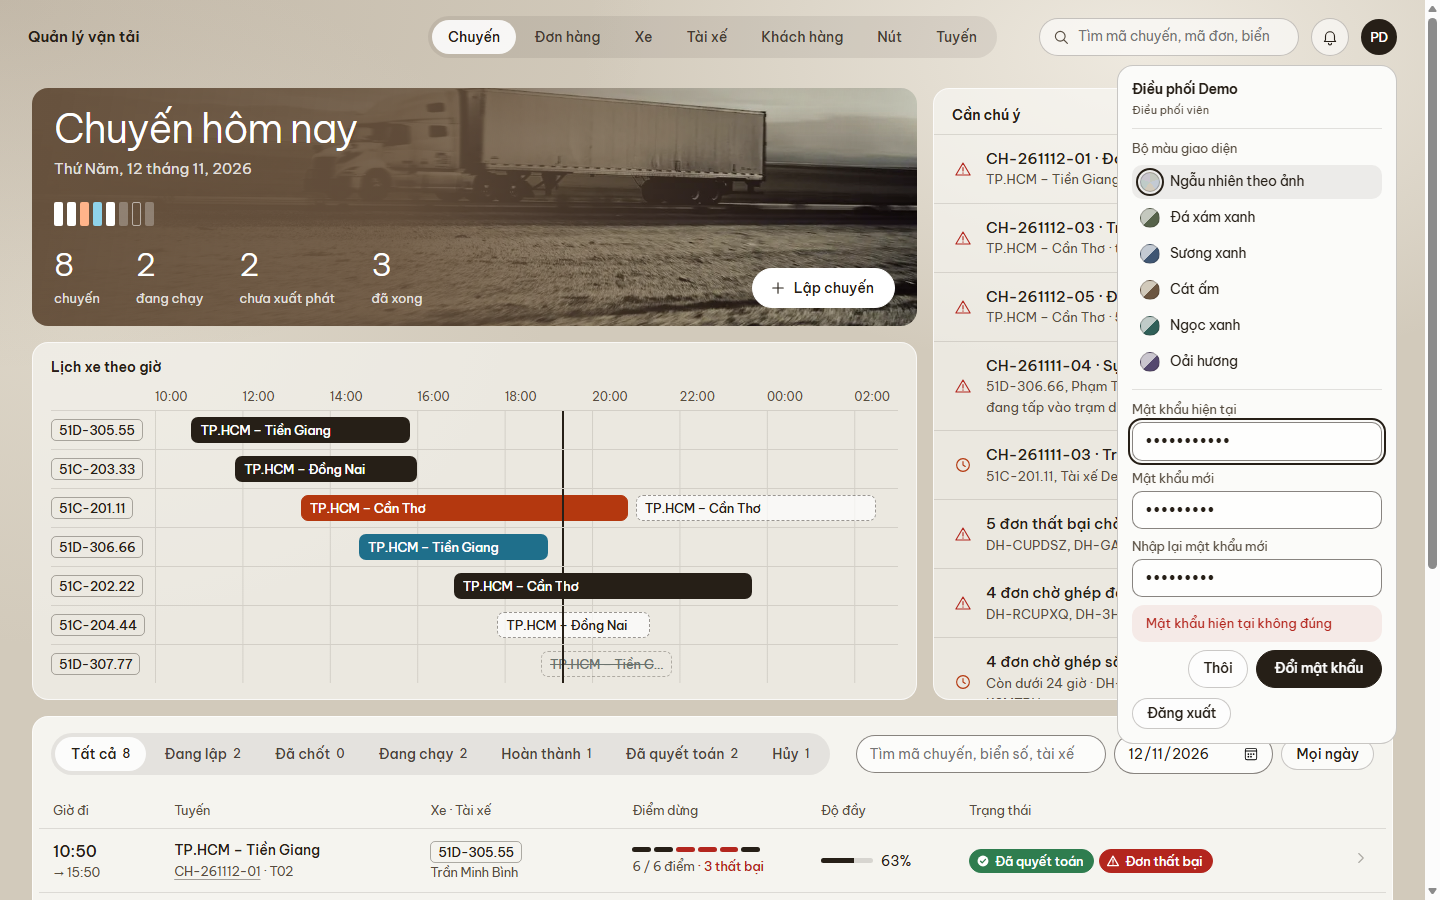 Quản lý vận tải
Chuyến
Đơn hàng
Xe
Tài xế
Khách hàng
Nút
Tuyến
Tìm mã chuyến, mã đơn, biển
PD
Chuyến hôm nay
Thứ Năm, 12 tháng 11, 2026
8
2
2
3
chuyến
đang chạy
chưa xuất phát
đã xong
Lập chuyến
Cần chú ý
CH-261112-01 ·
TP.HCM – Tiền Giang
CH-261112-03 ·
TP.HCM – Cần Thơ ·
CH-261112-05 ·
TP.HCM – Cần Thơ ·
CH-261111-04 ·
51D-306.66, Phạm
đang tấp vào trạm
CH-261111-03 ·
51C-201.11, Tài xế
5 đơn thất bại
DH-CUPDSZ,
4 đơn chờ ghép
DH-RCUPXQ,
4 đơn chờ ghép
Còn dưới 24 giờ ·
Điều phối Demo
Điều phối viên
Bộ màu giao diện
Ngẫu nhiên theo ảnh
Đá xám xanh
Sương xanh
Cát ấm
Ngọc xanh
Oải hương
Mật khẩu hiện tại
•••••••••••
Mật khẩu mới
•••••••••
Nhập lại mật khẩu mới
•••••••••
Mật khẩu hiện tại không đúng
Thôi
Đổi mật khẩu
Đăng xuất
Lịch xe theo giờ
10:00 12:00 14:00 16:00 18:00 20:00 22:00 00:00 02:00
51D-305.55 TP.HCM – Tiền Giang
51C-203.33 TP.HCM – Đồng Nai
51C-201.11 TP.HCM – Cần Thơ TP.HCM – Cần Thơ
51D-306.66 TP.HCM – Tiền Giang
51C-202.22 TP.HCM – Cần Thơ
51C-204.44 TP.HCM – Đồng Nai
51D-307.77 TP.HCM – Tiền G...
Tất cả 8
Đang lập 2
Đã chốt 0
Đang chạy 2
Hoàn thành 1
Đã quyết toán 2
Hủy 1
Tìm mã chuyến, biển số, tài xế
12/11/2026
Mọi ngày
Giờ đi
Tuyến
Xe · Tài xế
Điểm dừng
Độ đầy
Trạng thái
10:50
→15:50
TP.HCM – Tiền Giang
CH-261112-01 · T02
51D-305.55
Trần Minh Bình
6 / 6 điểm · 3 thất bại
63%
Đã quyết toán
Đơn thất bại